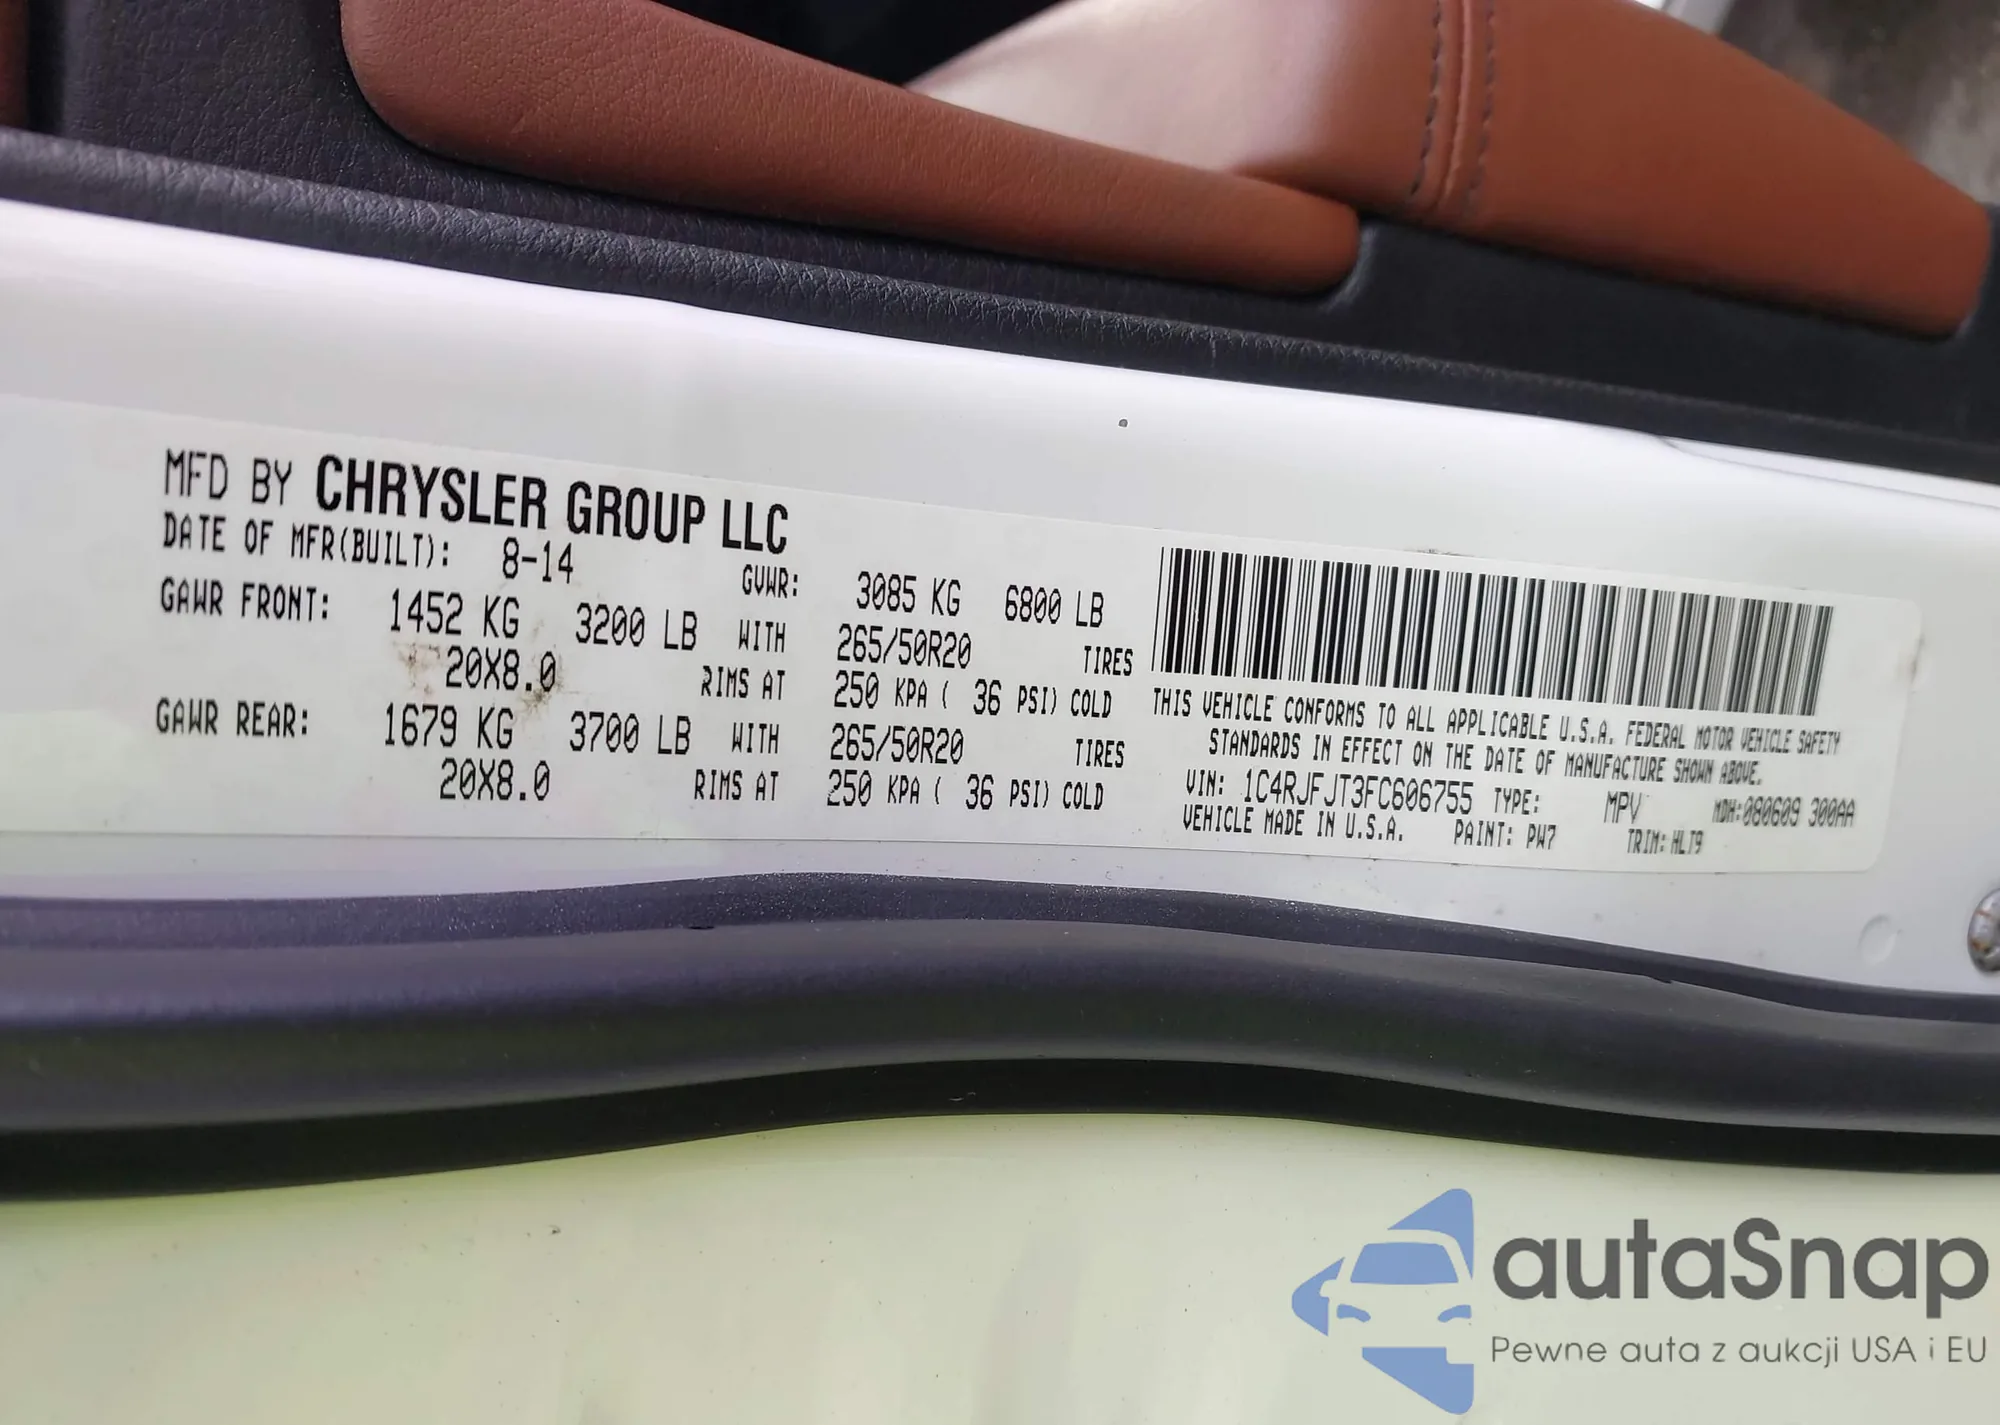 MFD BY CHRYSLER GROUP LLC
DATE OF MFR(BUILT): 8-14 GVWR: 3085 KG 6800 LB
GAWR FRONT: 1452 KG 3200 LB WITH 265/50R20 TIRES
20X8.0 RIMS AT 250 KPA ( 36 PSI) COLD
GAWR REAR: 1679 KG 3700 LB WITH 265/50R20 TIRES
20X8.0 RIMS AT 250 KPA ( 36 PSI) COLD
THIS VEHICLE CONFORMS TO ALL APPLICABLE U.S.A. FEDERAL MOTOR VEHICLE SAFETY
STANDARDS IN EFFECT ON THE DATE OF MANUFACTURE SHOWN ABOVE.
VIN: 1C4RJFJT3FC606755 TYPE: MPV MDH:080609 300AA
VEHICLE MADE IN U.S.A. PAINT: PW7 TRIM: HLT9
autaSnap
Pewne auta z aukcji USA i EU